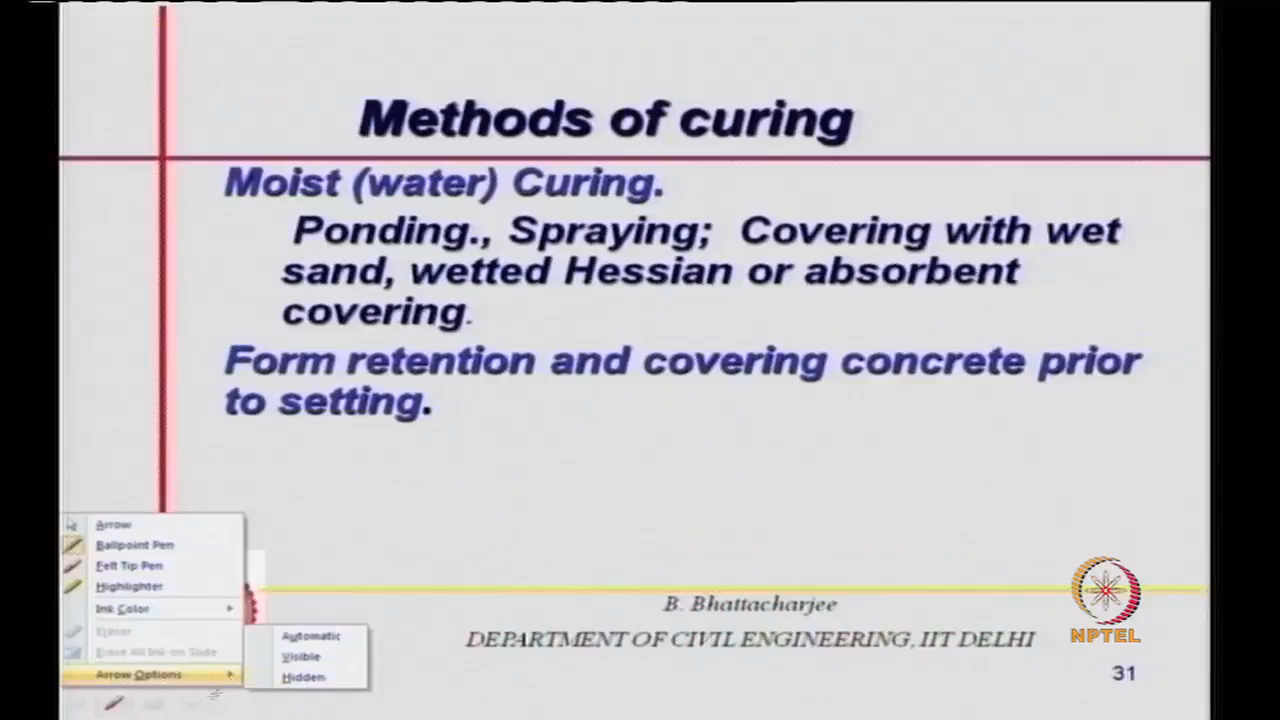 Methods of curing
Moist (water) Curing.
Ponding., Spraying; Covering with wet
sand, wetted Hessian or absorbent
covering.
Form retention and covering concrete prior
to setting.
Arrow
Ballpoint Pen
Felt Tip Pen
Highlighter
Ink Color
Eraser
Erase All Ink on Slide
Arrow Options
Automatic
Visible
Hidden
B. Bhattacharjee
DEPARTMENT OF CIVIL ENGINEERING, IIT DELHI
NPTEL
31